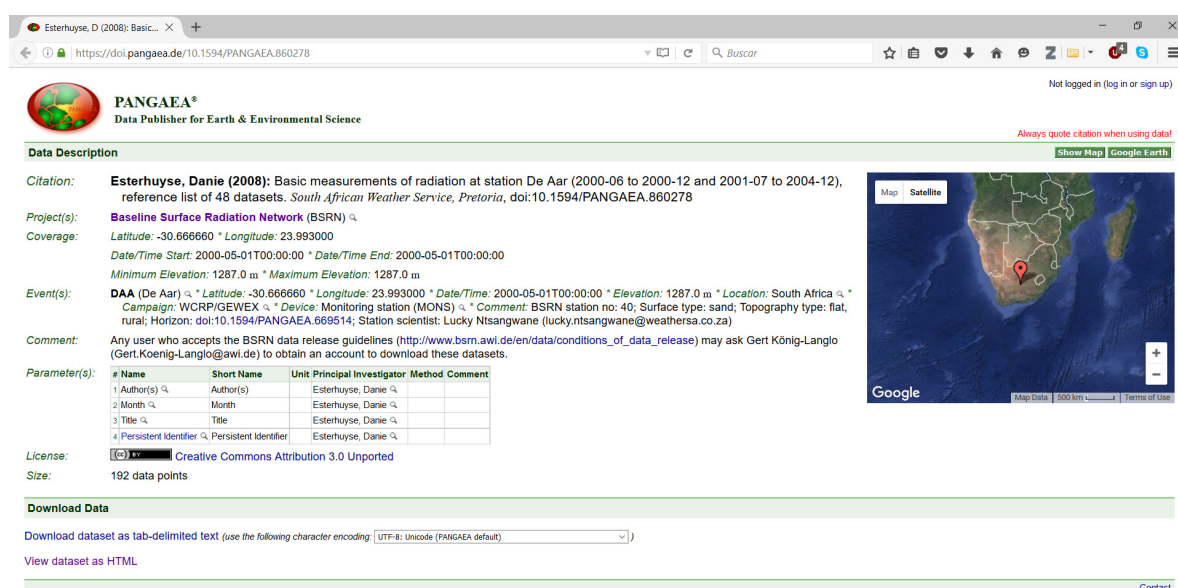 Esterhuyse, D (2008): Basic...
https://doi.pangaea.de/10.1594/PANGAEA.860278
Buscar
4
Not logged in (log in or sign up)
PANGAEA®
Data Publisher for Earth & Environmental Science
Always quote citation when using data!
Data Description
Show Map Google Earth
Citation: Esterhuyse, Danie (2008): Basic measurements of radiation at station De Aar (2000-06 to 2000-12 and 2001-07 to 2004-12),
reference list of 48 datasets. South African Weather Service, Pretoria, doi:10.1594/PANGAEA.860278
Project(s): Baseline Surface Radiation Network (BSRN)
Coverage: Latitude: -30.666660 * Longitude: 23.993000
Date/Time Start: 2000-05-01T00:00:00 * Date/Time End: 2000-05-01T00:00:00
Minimum Elevation: 1287.0 m * Maximum Elevation: 1287.0 m
Event(s): DAA (De Aar) * Latitude: -30.666660 * Longitude: 23.993000 * Date/Time: 2000-05-01T00:00:00 * Elevation: 1287.0 m * Location: South Africa *
Campaign: WCRP/GEWEX * Device: Monitoring station (MONS) * Comment: BSRN station no: 40; Surface type: sand; Topography type: flat,
rural; Horizon: doi:10.1594/PANGAEA.669514; Station scientist: Lucky Ntsangwane (lucky.ntsangwane@weathersa.co.za)
Comment: Any user who accepts the BSRN data release guidelines (http://www.bsrn.awi.de/en/data/conditions_of_data_release) may ask Gert König-Langlo
(Gert.Koenig-Langlo@awi.de) to obtain an account to download these datasets.
Parameter(s): # Name Short Name Unit Principal Investigator Method Comment
1 Author(s) Author(s) Esterhuyse, Danie
2 Month Month Esterhuyse, Danie
3 Title Title Esterhuyse, Danie
4 Persistent Identifier Persistent Identifier Esterhuyse, Danie
License: (cc) BY Creative Commons Attribution 3.0 Unported
Size: 192 data points
Map Satellite
+
−
Google
Map Data 500 km Terms of Use
Download Data
Download dataset as tab-delimited text (use the following character encoding: UTF-8: Unicode (PANGAEA default) )
View dataset as HTML
Contact